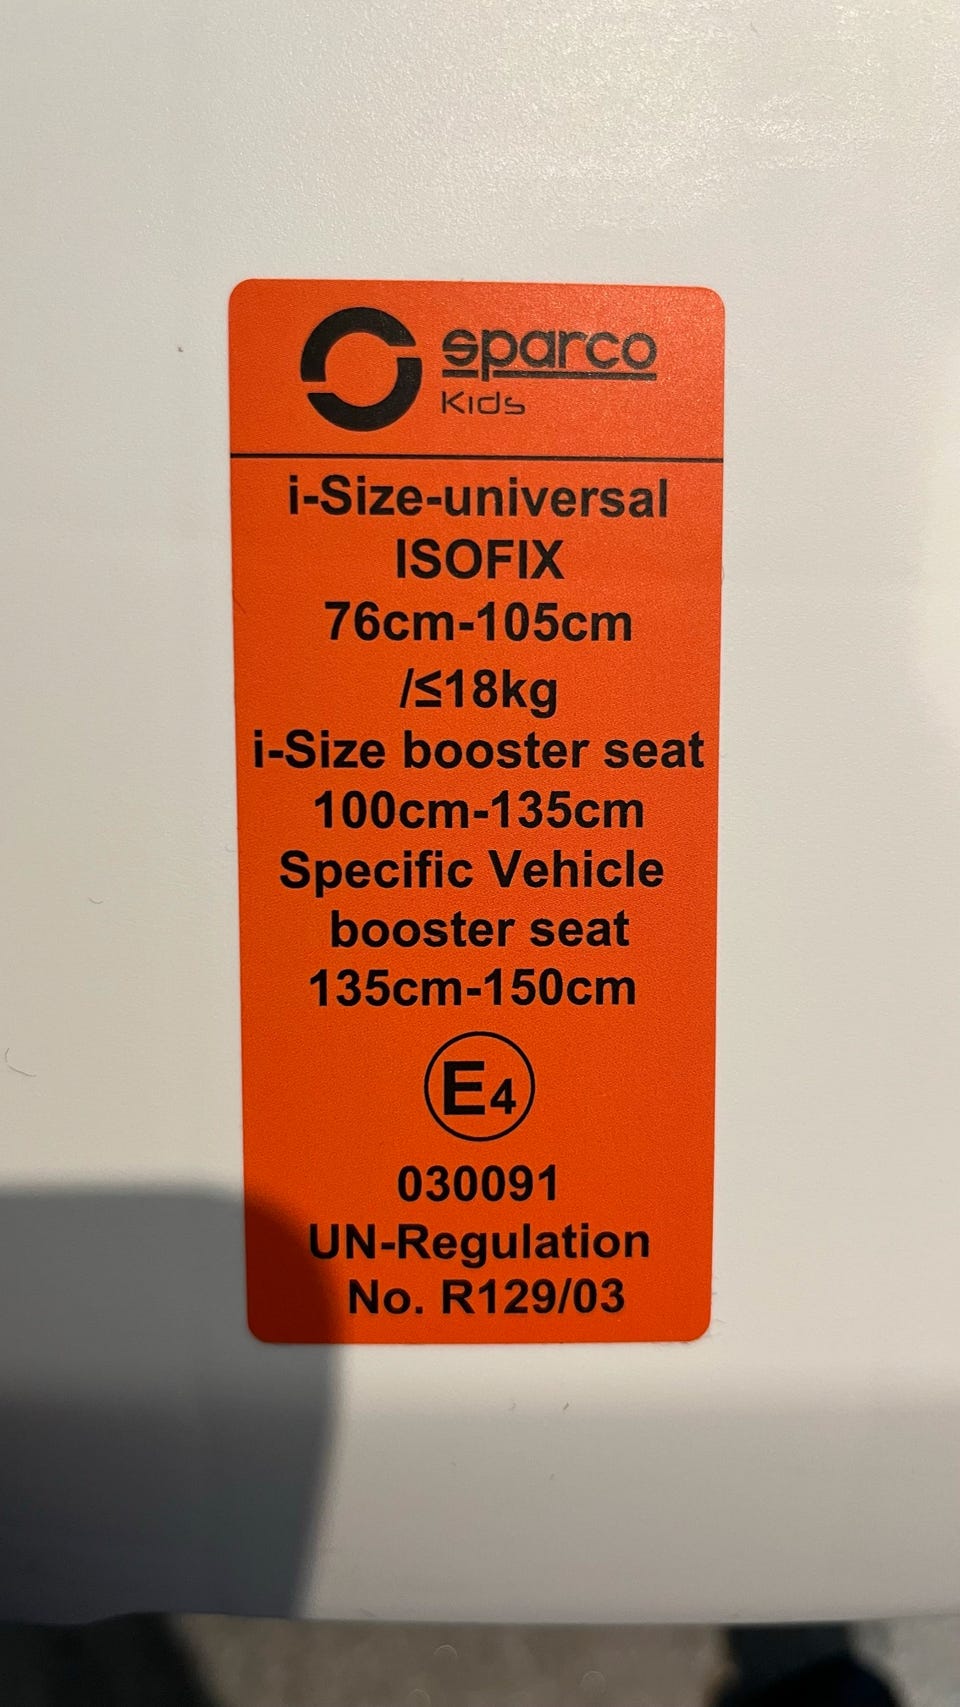 sparco
Kids
i-Size-universal
ISOFIX
76cm-105cm
/≤18kg
i-Size booster seat
100cm-135cm
Specific Vehicle
booster seat
135cm-150cm
E4
030091
UN-Regulation
No. R129/03